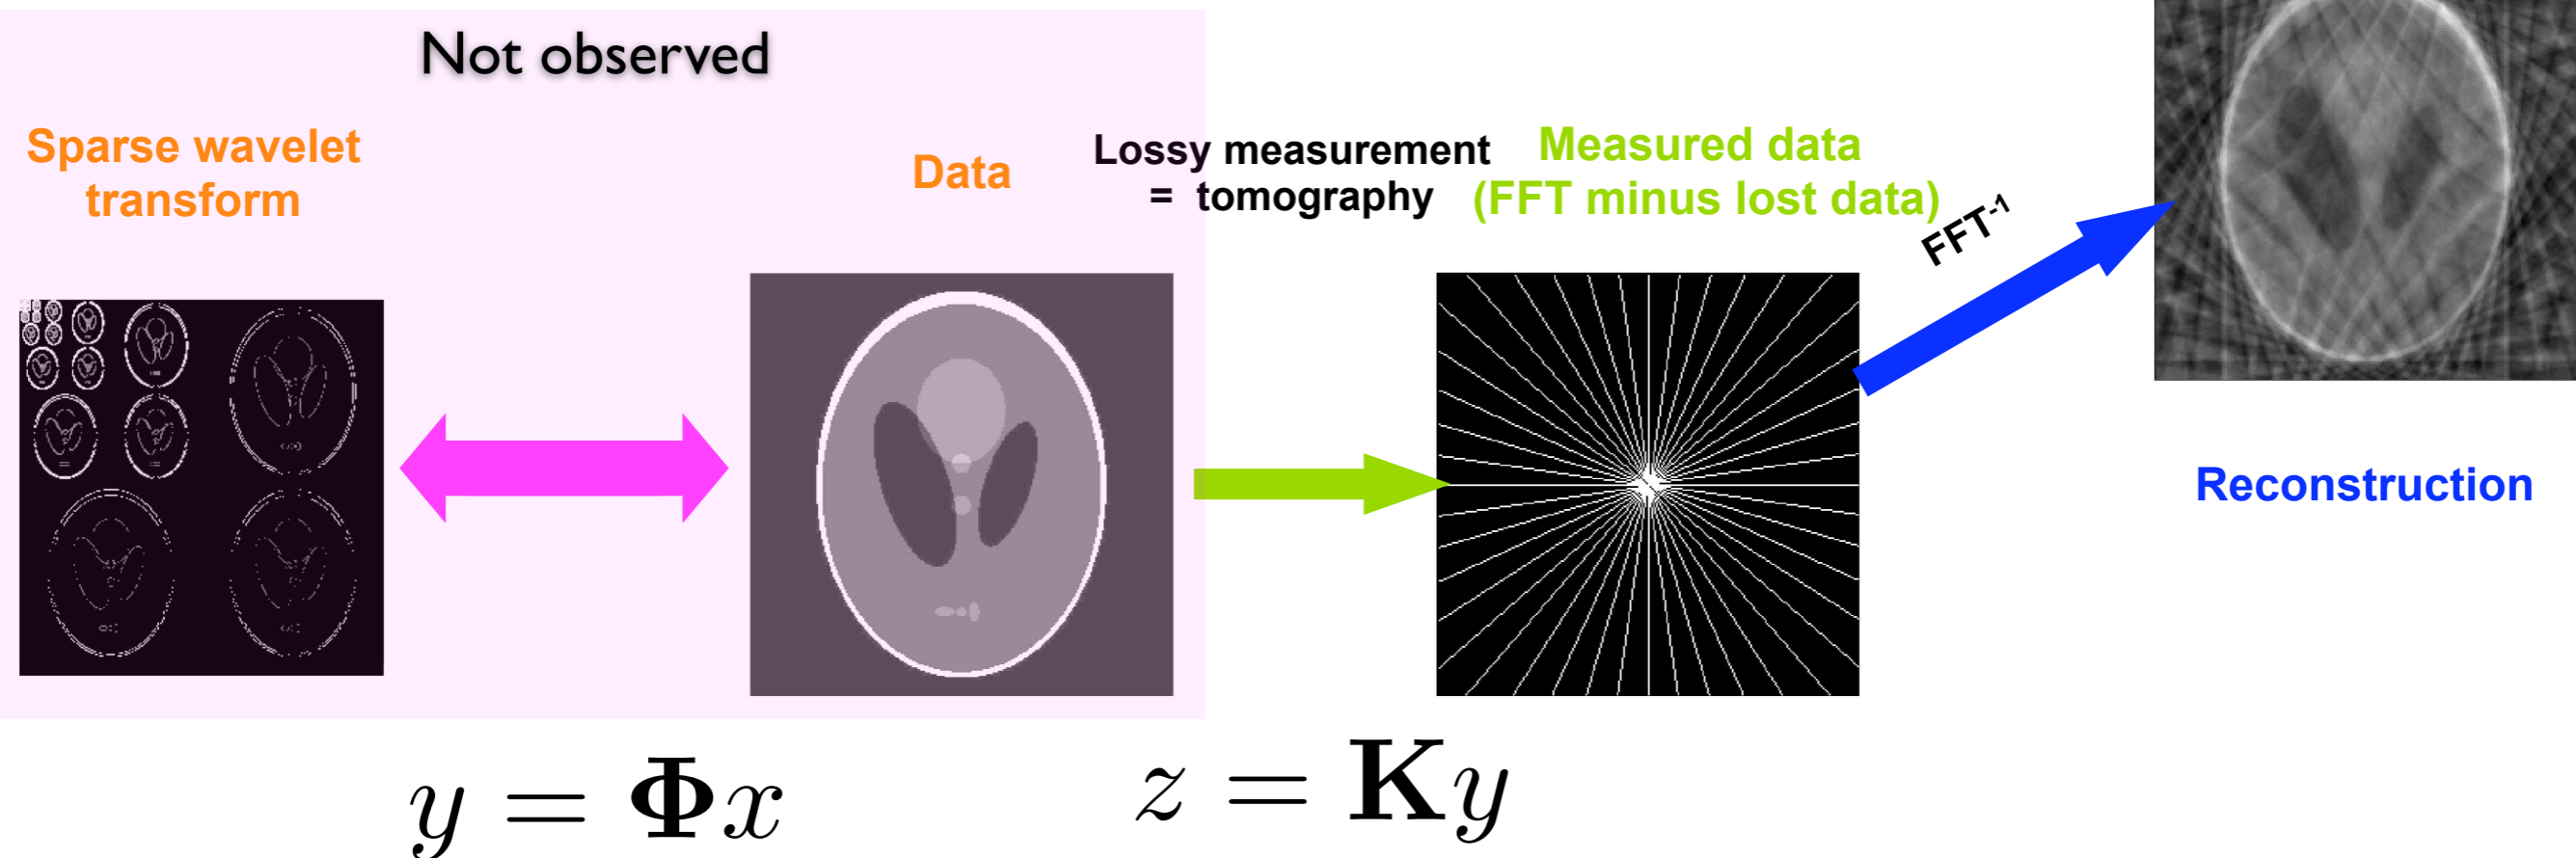 Not observed
Sparse wavelet
transform
Data
Lossy measurement
= tomography
Measured data
(FFT minus lost data)
FFT⁻¹
Reconstruction
y = Φx
z = Ky